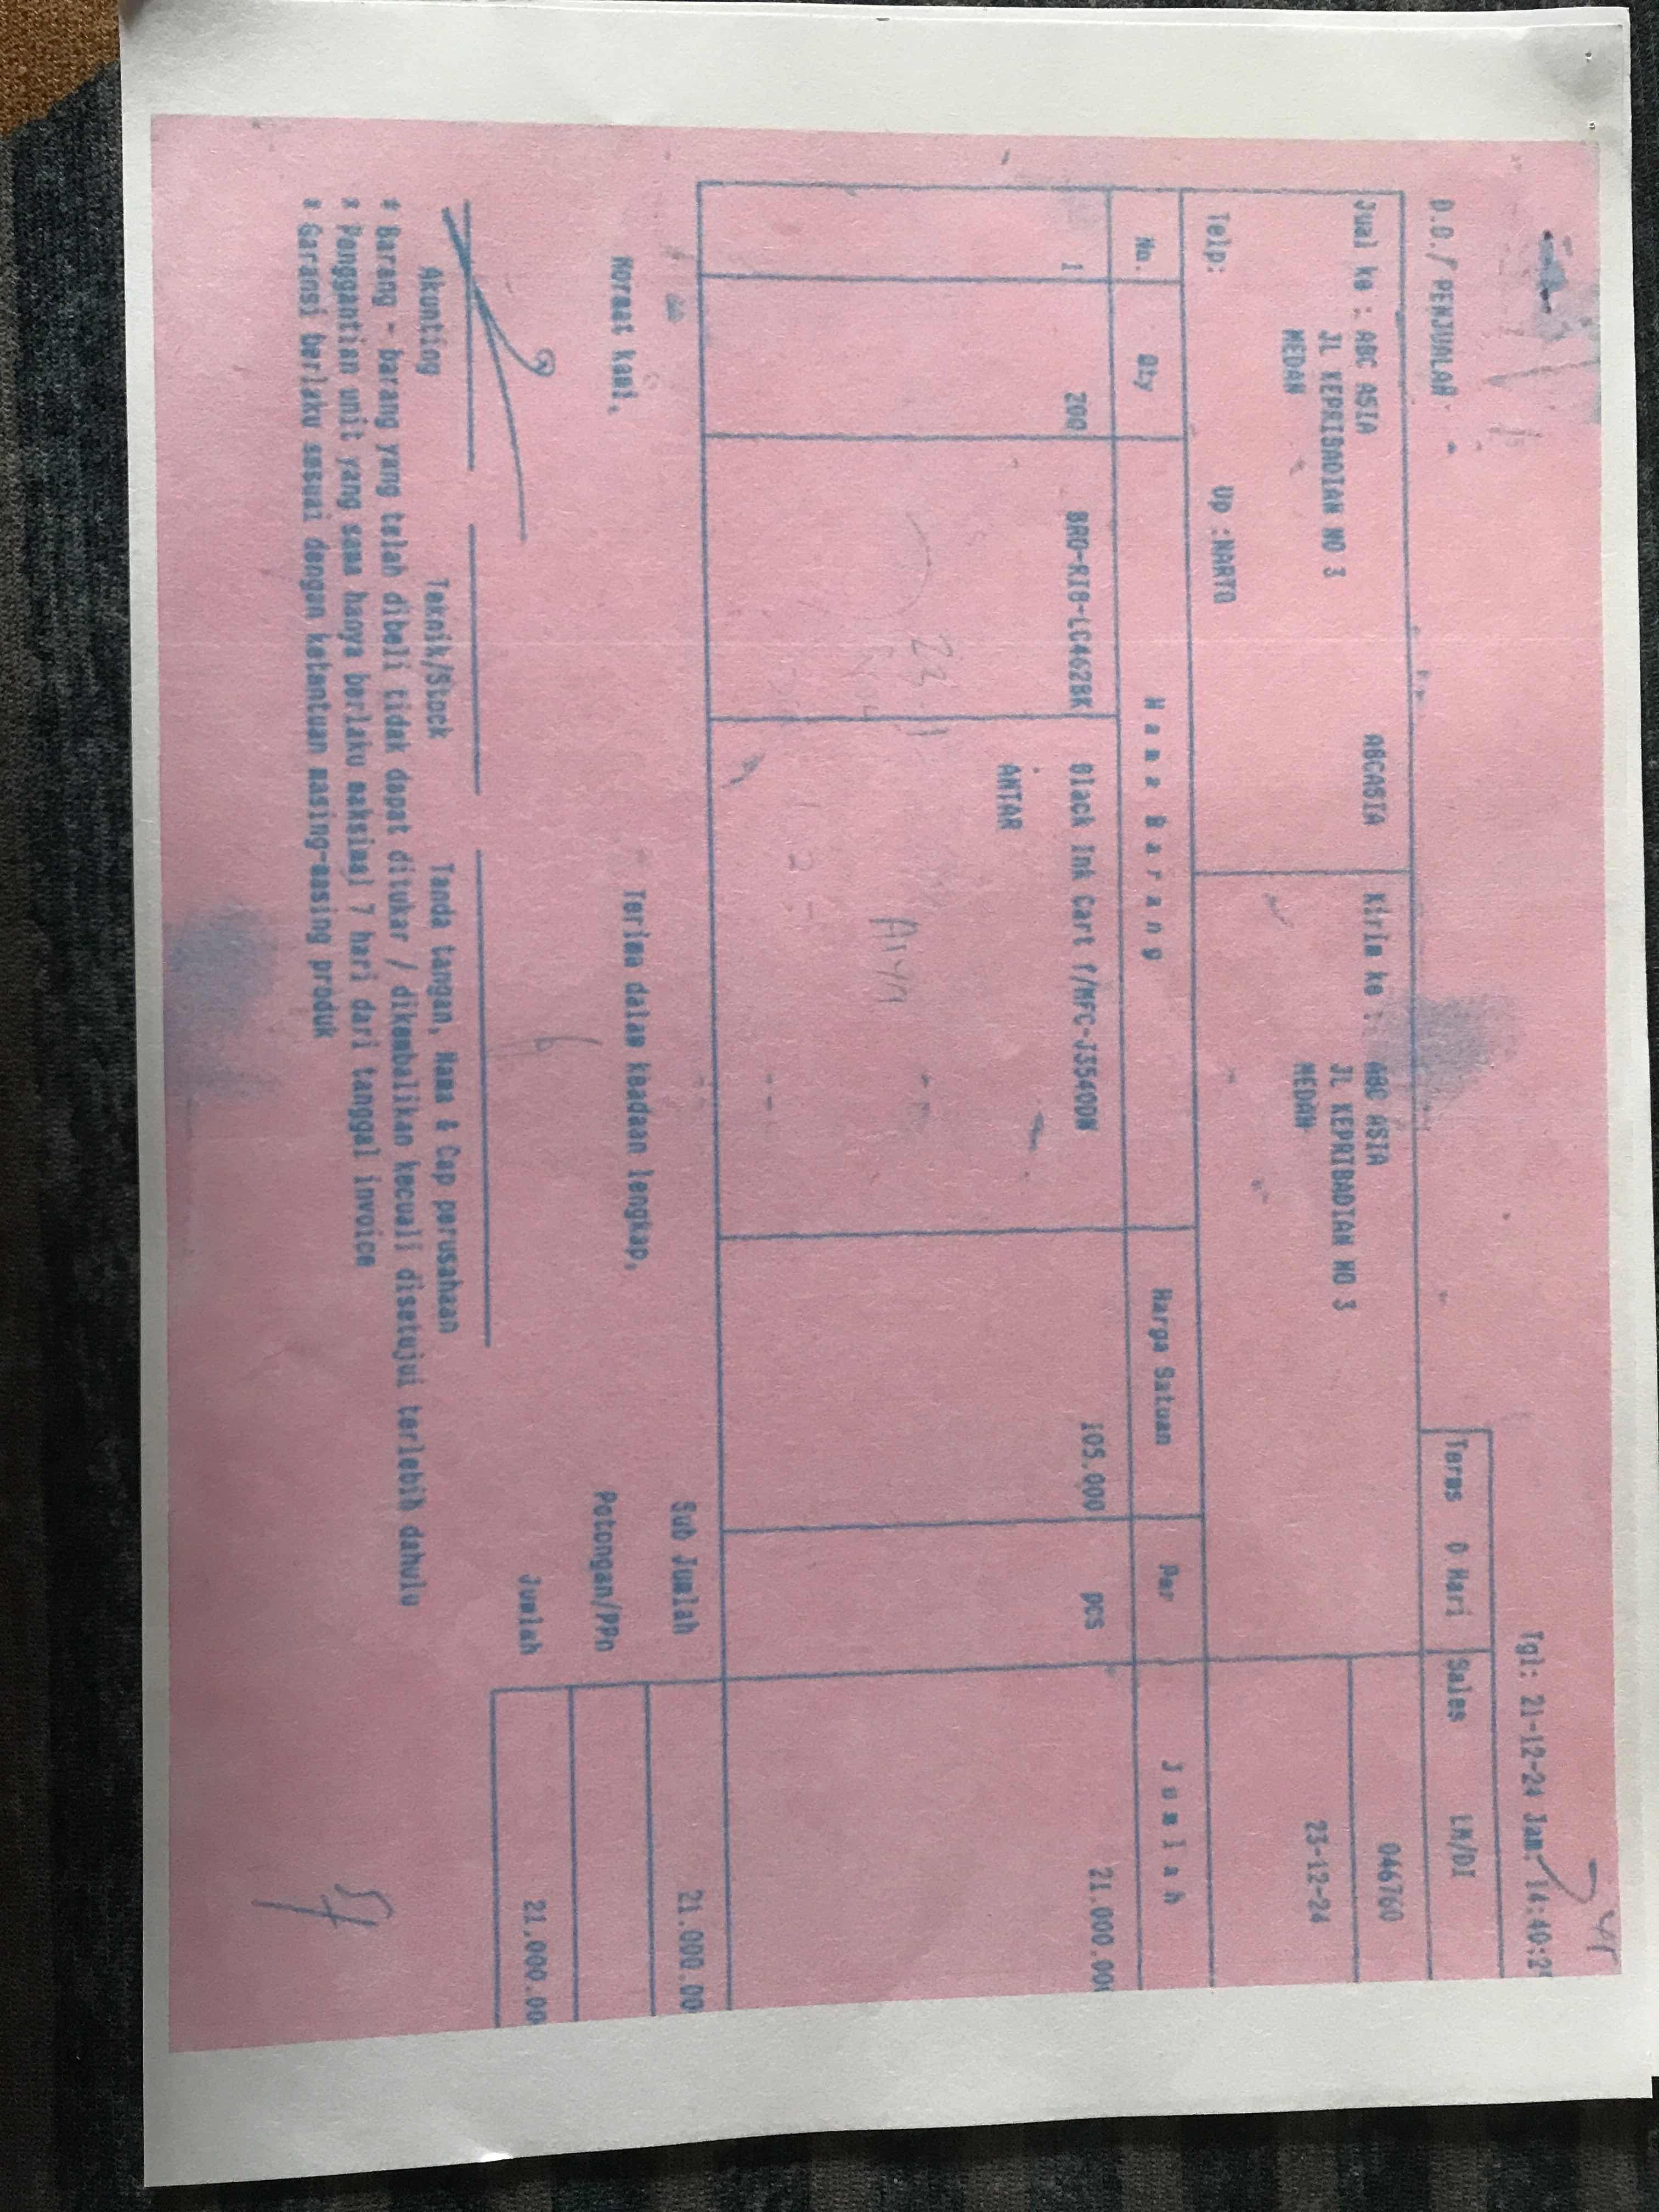 Tgl: 21-12-24 Jam: 14:40:2
D.O./ PENJUALAN
Terms 0 Hari Sales LM/DI
Jual ke : ABC ASIA ABCASIA Kirim ke : ABC ASIA 046760
JL KEPRIBADIAN NO 3 JL KEPRIBADIAN NO 3
MEDAN MEDAN 23-12-24
Telp: Up :NARTO
No. Qty Nama Barang Harga Satuan Per Jumlah
1 200 BRO-RIB-LC462BK Black Ink Cart f/MFC-J3540DW 105.000 PCS 21.000.00
ANTAR
Sub Jumlah 21.000.00
Hormat kami, Terima dalam keadaan lengkap,
Potongan/PPn
Jumlah 21.000.00
Akunting Teknik/Stock Tanda tangan, Nama & Cap perusahaan
* Barang - barang yang telah dibeli tidak dapat ditukar / dikembalikan kecuali disetujui terlebih dahulu
* Penggantian unit yang sama hanya berlaku maksimal 7 hari dari tanggal invoice
* Garansi berlaku sesuai dengan ketentuan masing-masing produk